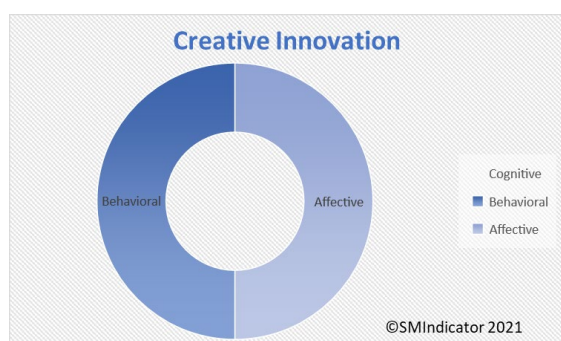 Creative Innovation
Behavioral
Affective
Cognitive
Behavioral
Affective
©SMIndicator 2021